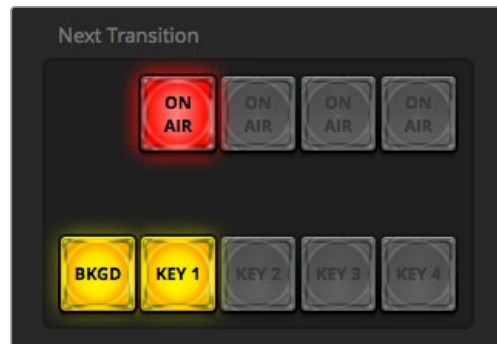 Next Transition
ON ON ON ON
AIR AIR AIR AIR
BKGD KEY 1 KEY 2 KEY 3 KEY 4